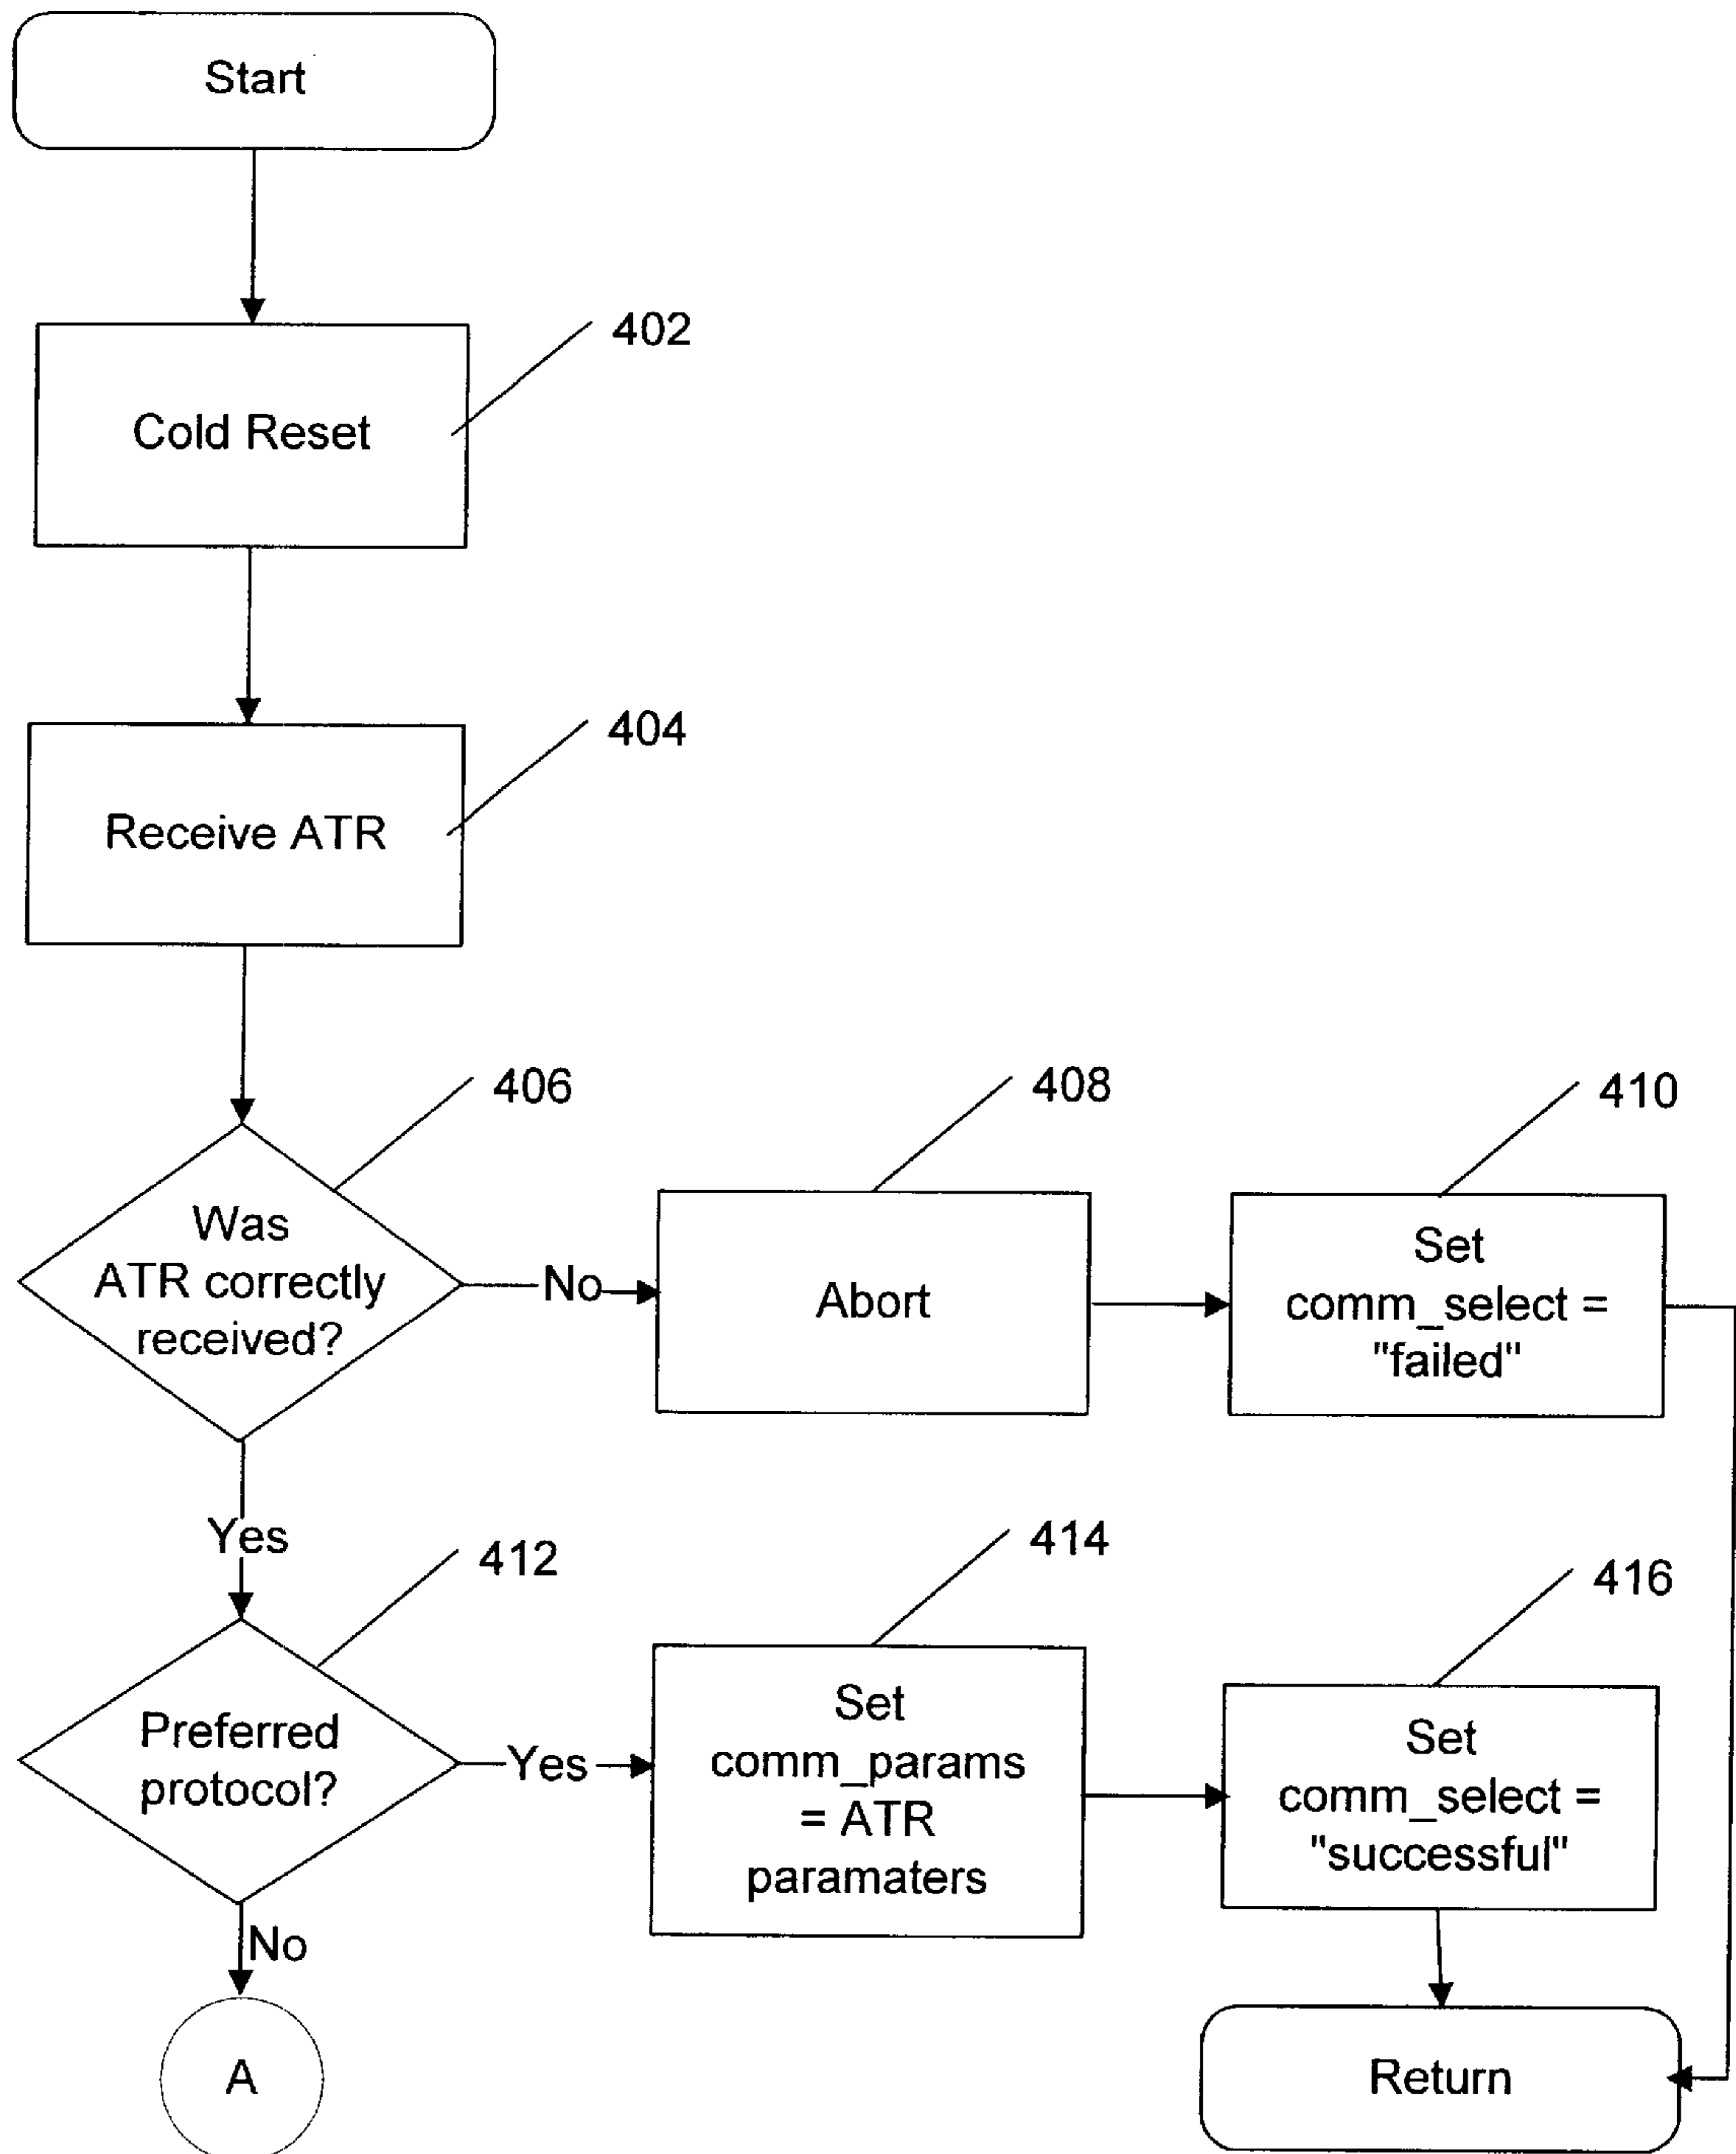 Start
402
Cold Reset
404
Receive ATR
406
408
410
Was
ATR correctly
received?
No
Abort
Set
comm_select =
"failed"
Yes
412
414
416
Preferred
protocol?
Yes
Set
comm_params
= ATR
paramaters
Set
comm_select =
"successful"
No
A
Return